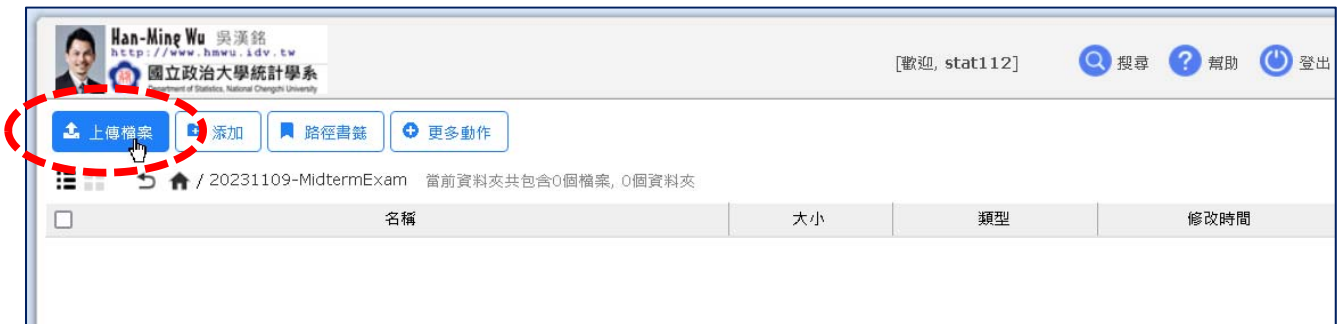 Han-Ming Wu 吳漢銘
http://www.hmwu.idv.tw
國立政治大學統計學系
Department of Statistics, National Chengchi University
[歡迎, stat112]
搜尋
幫助
登出
上傳檔案
添加
路徑書籤
更多動作
/ 20231109-MidtermExam 當前資料夾共包含0個檔案, 0個資料夾
名稱 大小 類型 修改時間